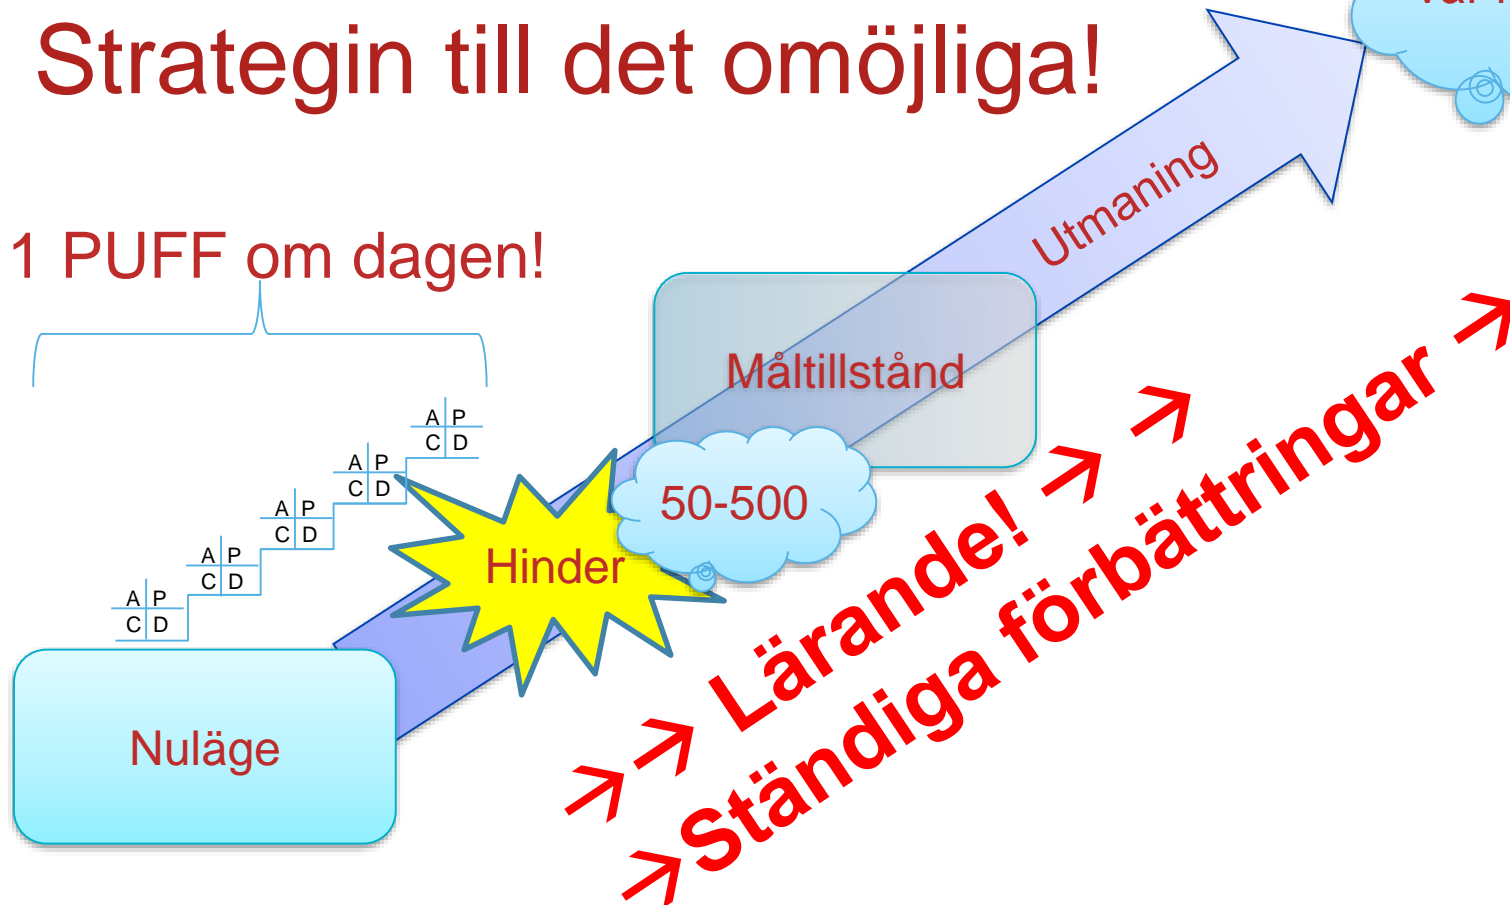 Strategin till det omöjliga!
1 PUFF om dagen!
Utmaning
Måltillstånd
A P
C D
A P
C D
A P
C D
A P
C D
A P
C D
50-500
Hinder
Nuläge
→→ Lärande! → →
→Ständiga förbättringar →